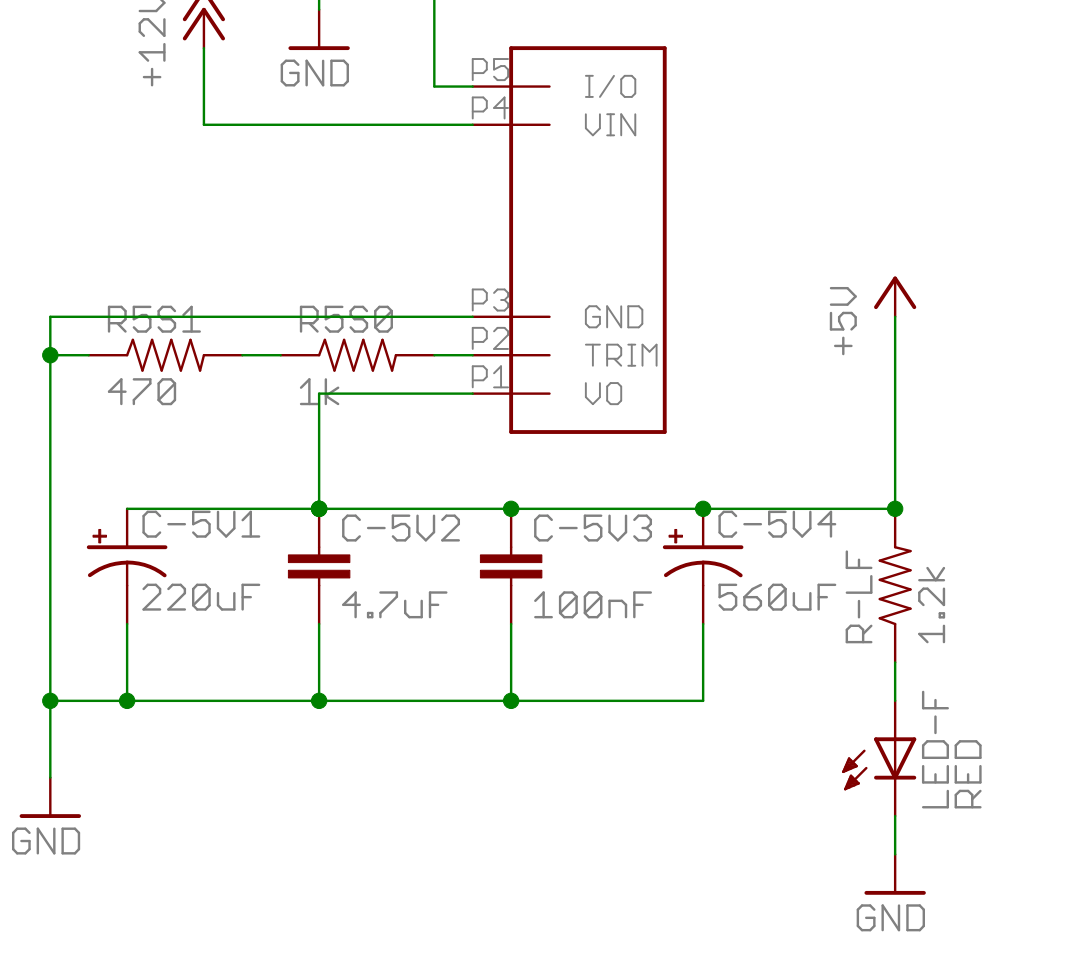 +12V
GND
P5
I/O
P4
VIN
P3
GND
R5S1
R5S0
P2
TRIM
470
1k
P1
VO
+5V
C-5V1
C-5V2
C-5V3
C-5V4
220uF
4.7uF
100nF
560uF
R-LF
1.2k
LED-F
RED
GND
GND